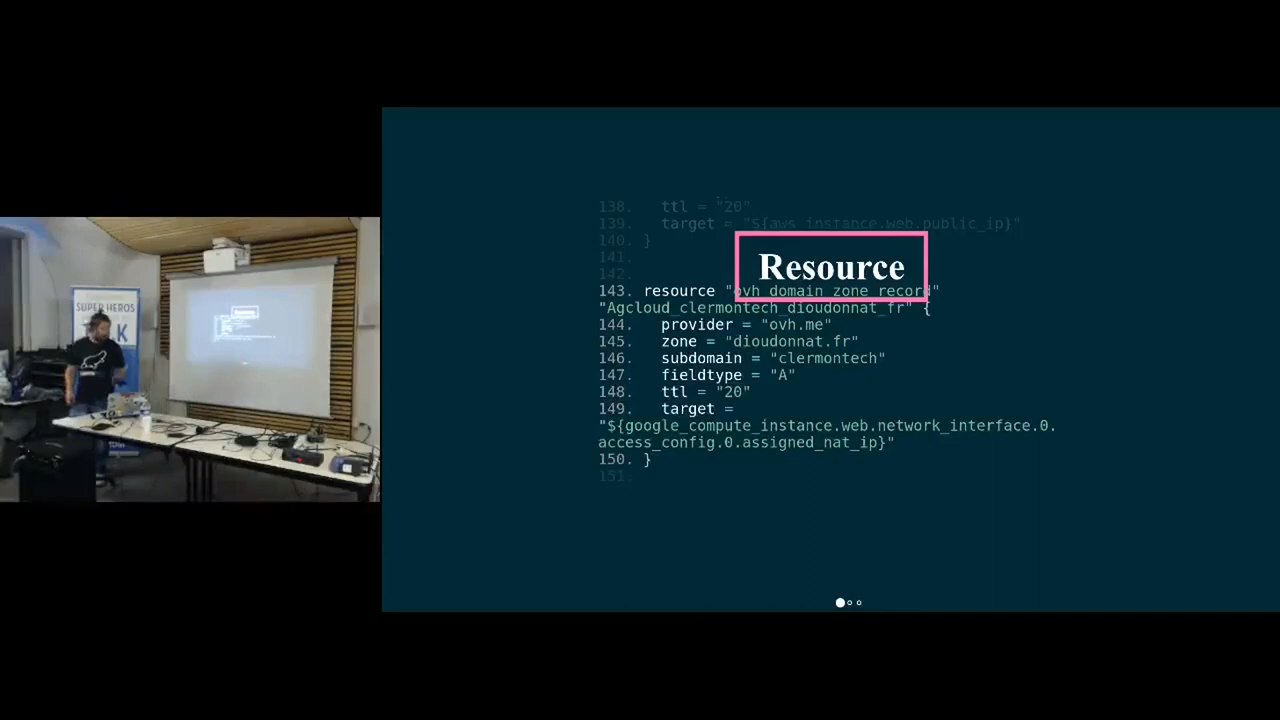 138.   ttl = "20"
139.   target = "${aws_instance.web.public_ip}"
140. }
141.
142.
Resource
143. resource "ovh_domain_zone_record"
"Agcloud_clermontech_dioudonnat_fr" {
144.   provider = "ovh.me"
145.   zone = "dioudonnat.fr"
146.   subdomain = "clermontech"
147.   fieldtype = "A"
148.   ttl = "20"
149.   target =
"${google_compute_instance.web.network_interface.0.
access_config.0.assigned_nat_ip}"
150. }
151.
SUPER HEROS